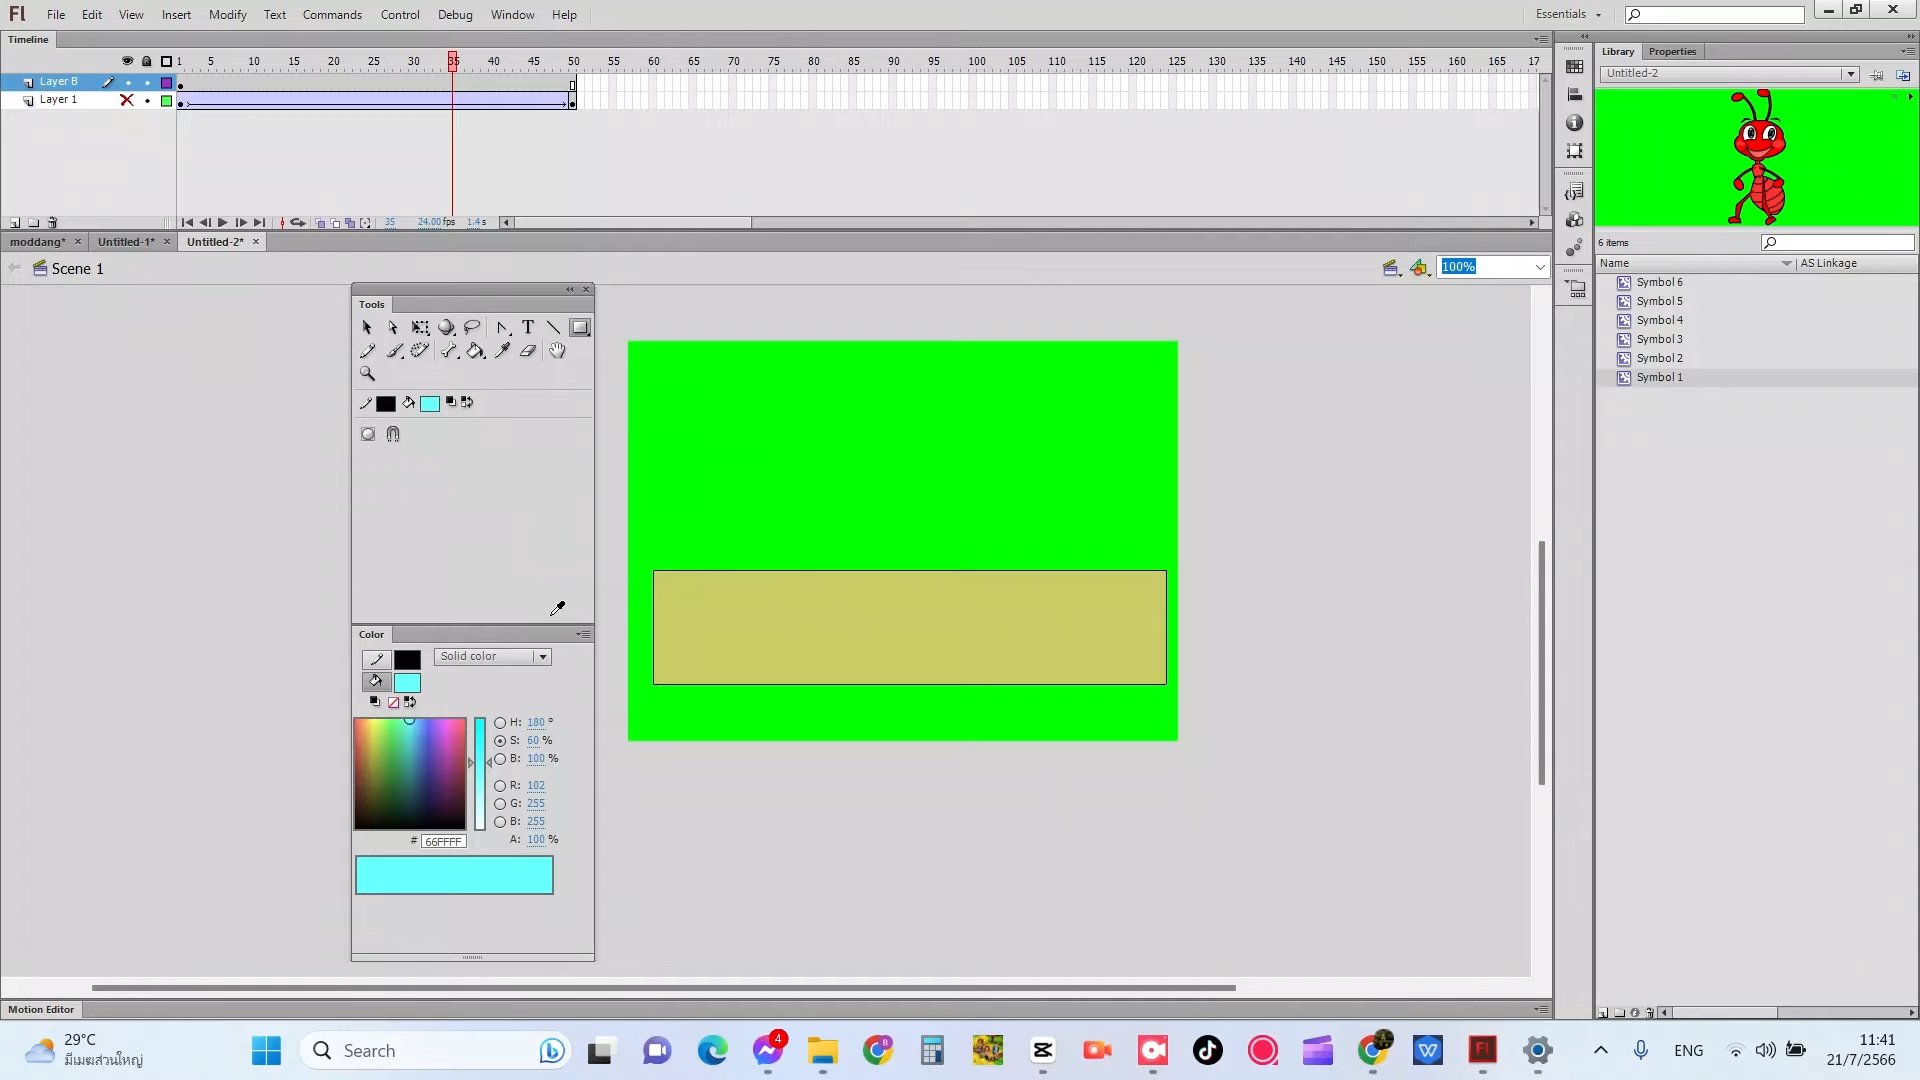 Fl File Edit View Insert Modify Text Commands Control Debug Window Help Essentials
Timeline
1 5 10 15 20 25 30 35 40 45 50 55 60 65 70 75 80 85 90 95 100 105 110 115 120 125 130 135 140 145 150 155 160 165 17
Layer B
Layer 1
35 24.00 fps 1.4 s
moddang* Untitled-1* Untitled-2*
Scene 1
100%
Tools
Color
Solid color
H: 180 °
S: 60 %
B: 100 %
R: 102
G: 255
B: 255
A: 100 %
# 66FFFF
Library Properties
Untitled-2
6 items
Name AS Linkage
Symbol 6
Symbol 5
Symbol 4
Symbol 3
Symbol 2
Symbol 1
Motion Editor
29°C
มีเมฆส่วนใหญ่
Search
4
ENG
11:41
21/7/2566